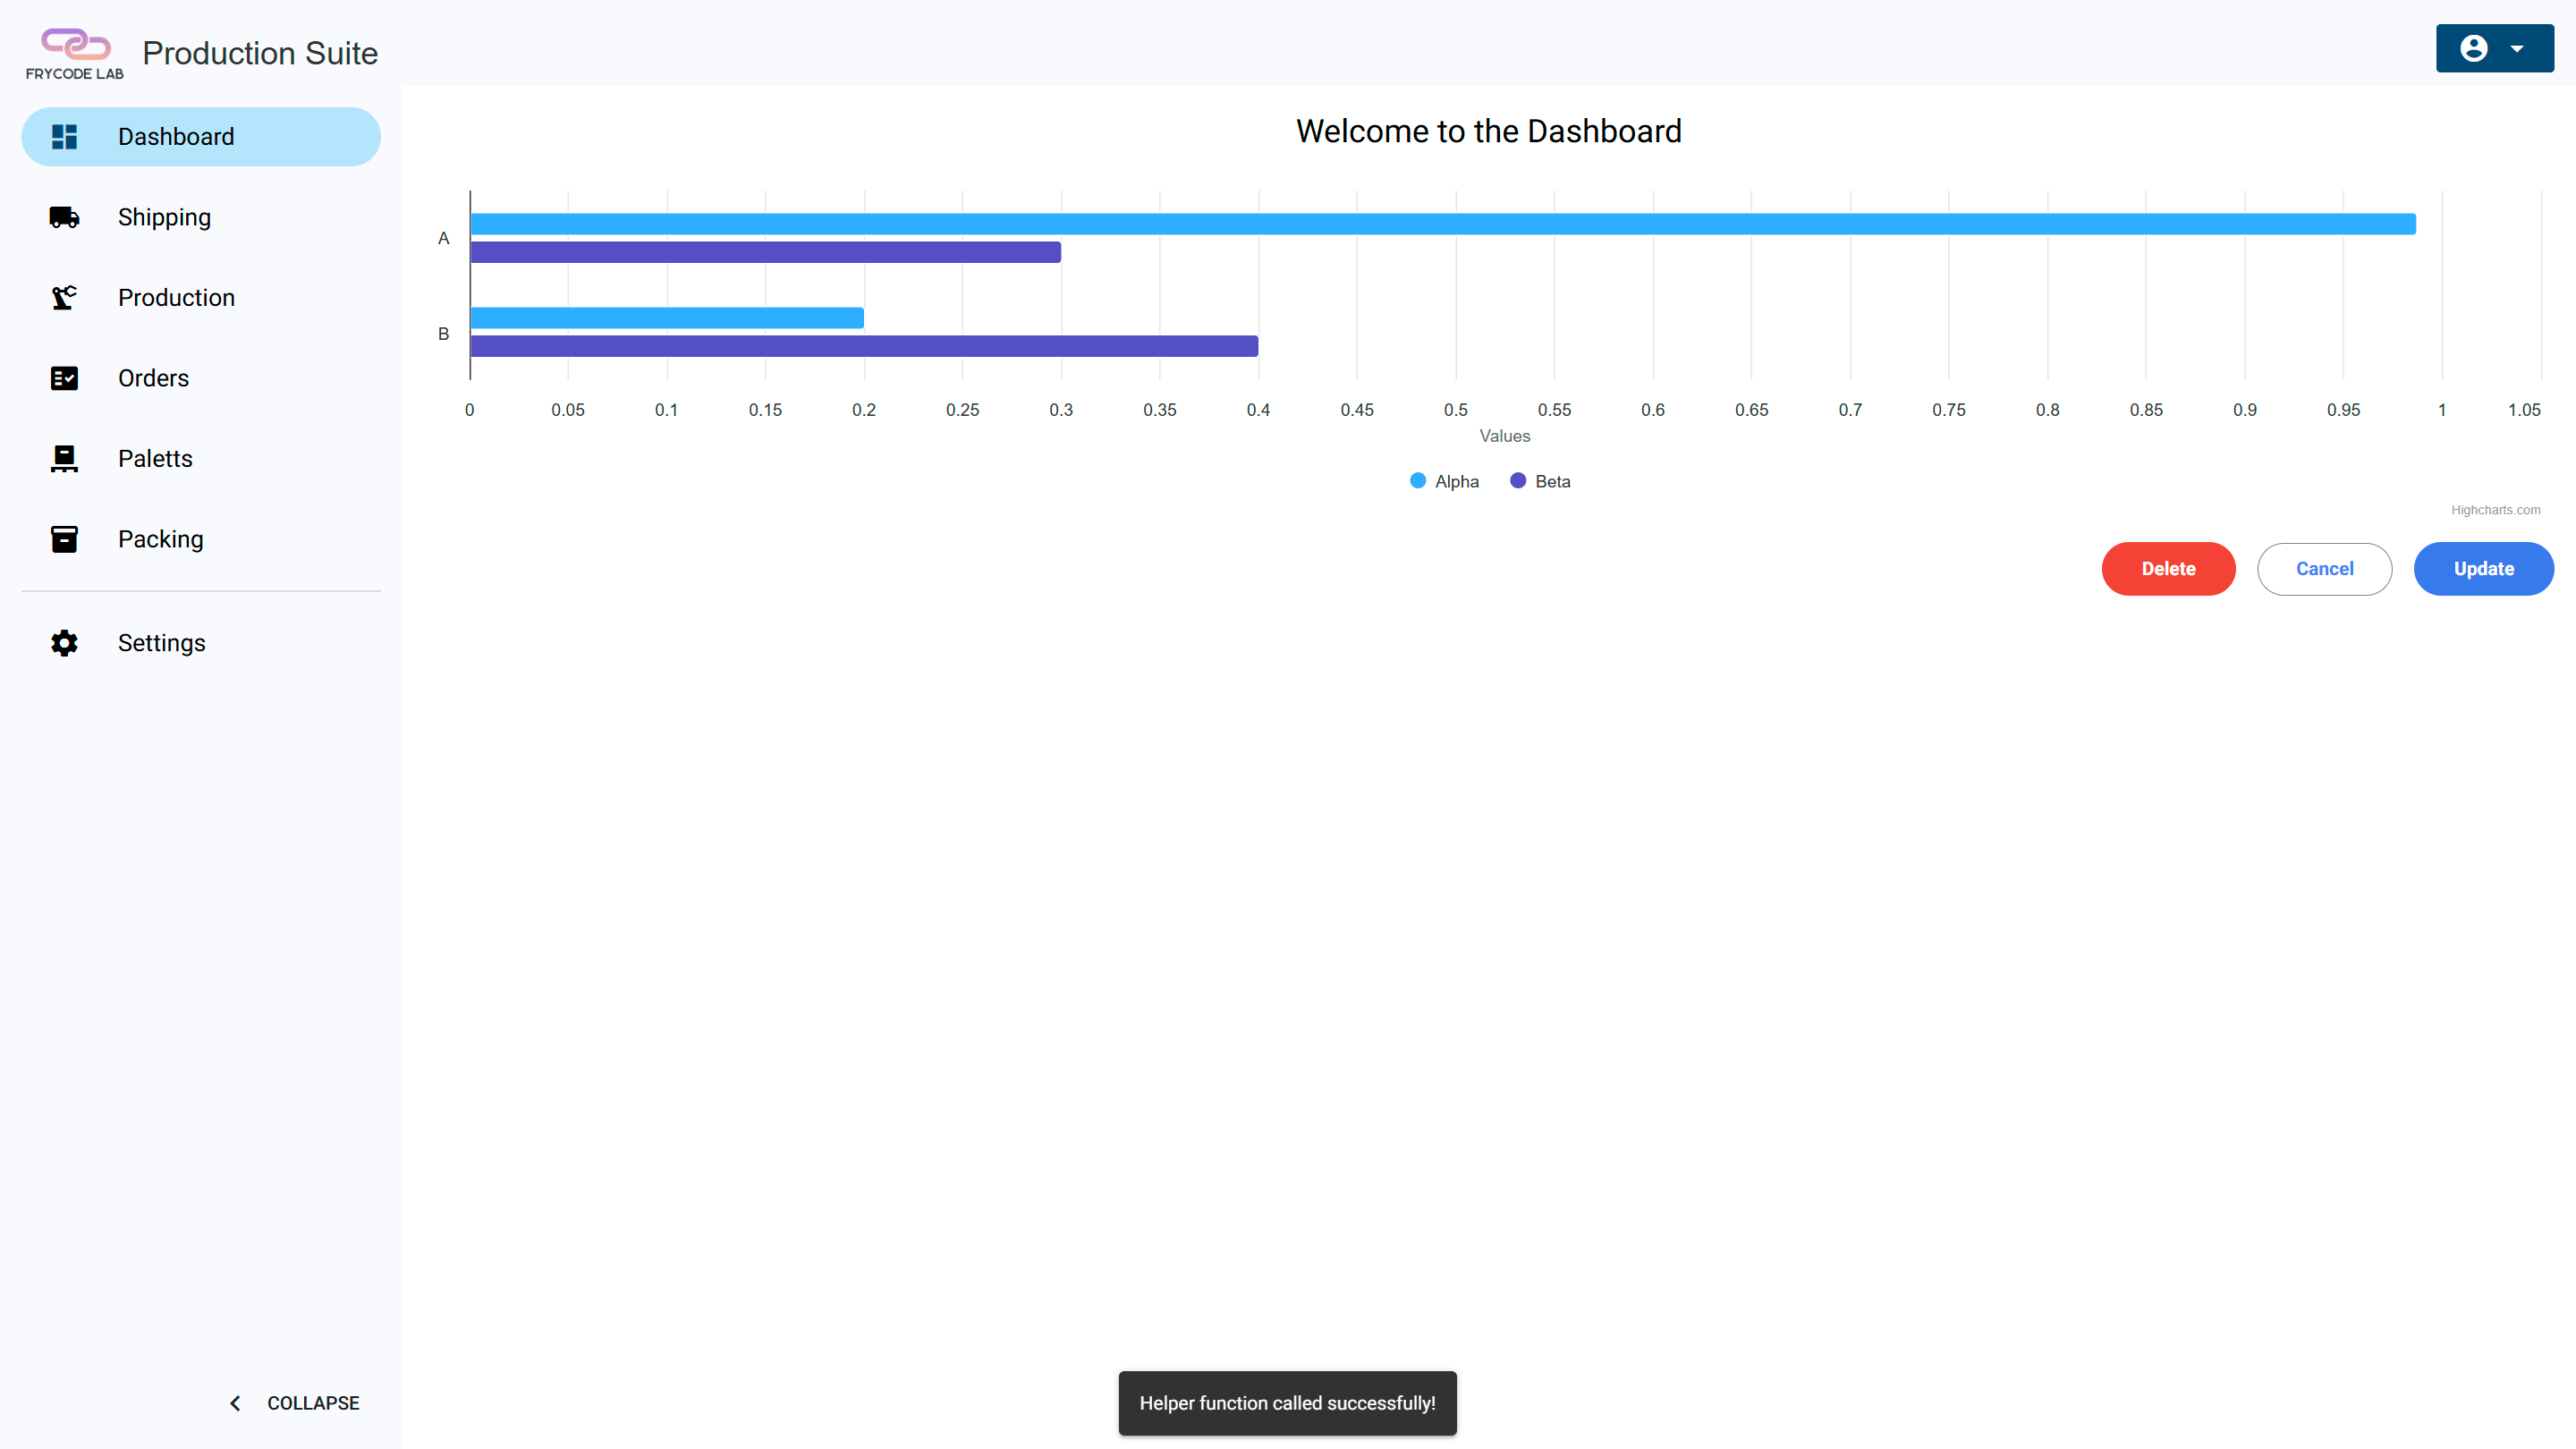 FRYCODE LAB
Production Suite
Dashboard
Shipping
Production
Orders
Paletts
Packing
Settings
COLLAPSE
Welcome to the Dashboard
A
B
0 0.05 0.1 0.15 0.2 0.25 0.3 0.35 0.4 0.45 0.5 0.55 0.6 0.65 0.7 0.75 0.8 0.85 0.9 0.95 1 1.05
Values
Alpha Beta
Highcharts.com
Delete Cancel Update
Helper function called successfully!